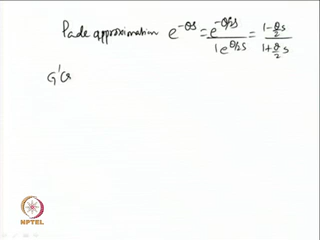 Pade approximation e^{-θs} = e^{-θ/2 s} / 1 e^{θ/2 s} = 1 - θ/2 s / 1 + θ/2 s
G'(
NPTEL